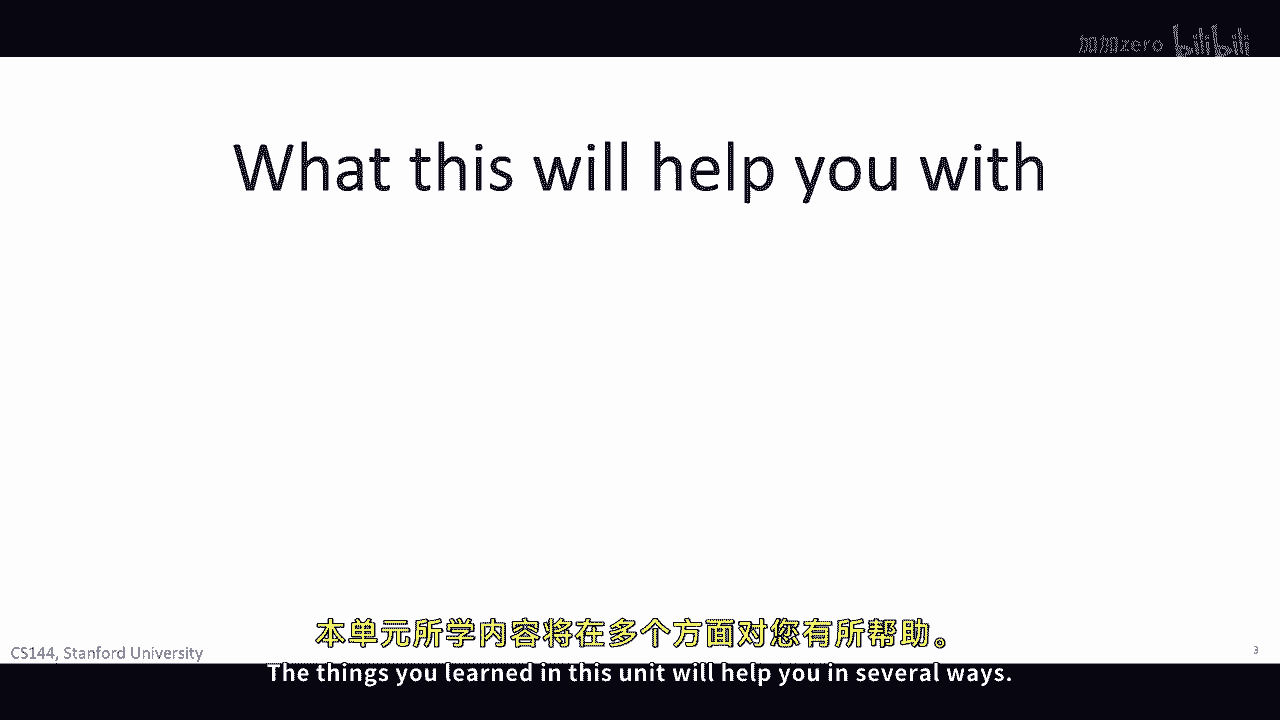 加加zero bilibili
What this will help you with
本单元所学内容将在多个方面对您有所帮助。
CS144, Stanford University
3
The things you learned in this unit will help you in several ways.